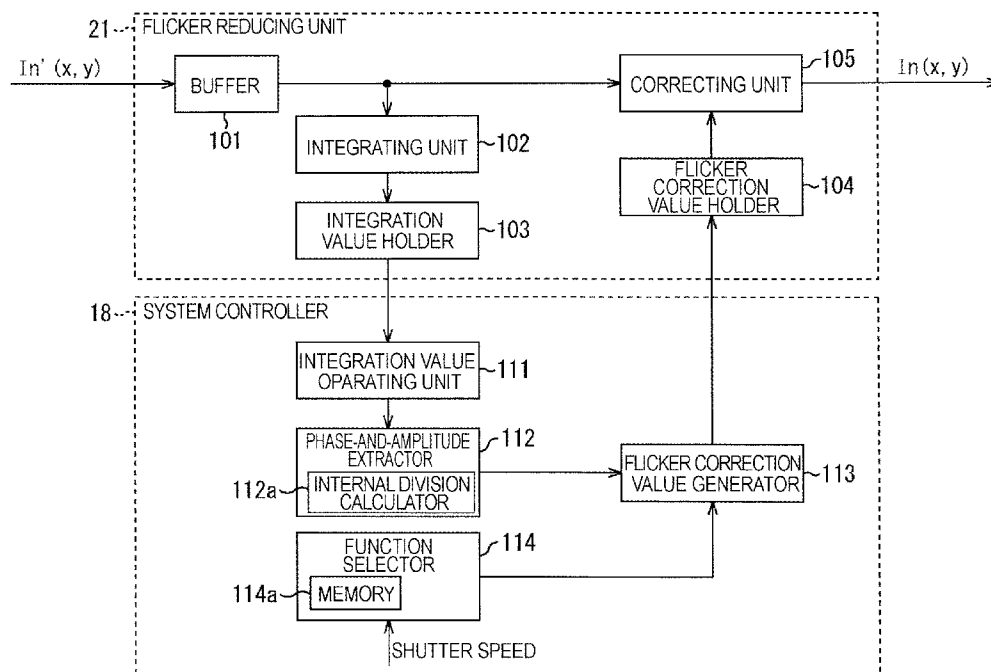 21
FLICKER REDUCING UNIT
In' (x, y)
BUFFER
101
CORRECTING UNIT
105
In (x, y)
INTEGRATING UNIT
102
INTEGRATION
VALUE HOLDER
103
FLICKER
CORRECTION
VALUE HOLDER
104
18
SYSTEM CONTROLLER
INTEGRATION VALUE
OPARATING UNIT
111
PHASE-AND-AMPLITUDE
EXTRACTOR
112
112a
INTERNAL DIVISION
CALCULATOR
FLICKER CORRECTION
VALUE GENERATOR
113
FUNCTION
SELECTOR
114
114a
MEMORY
SHUTTER SPEED